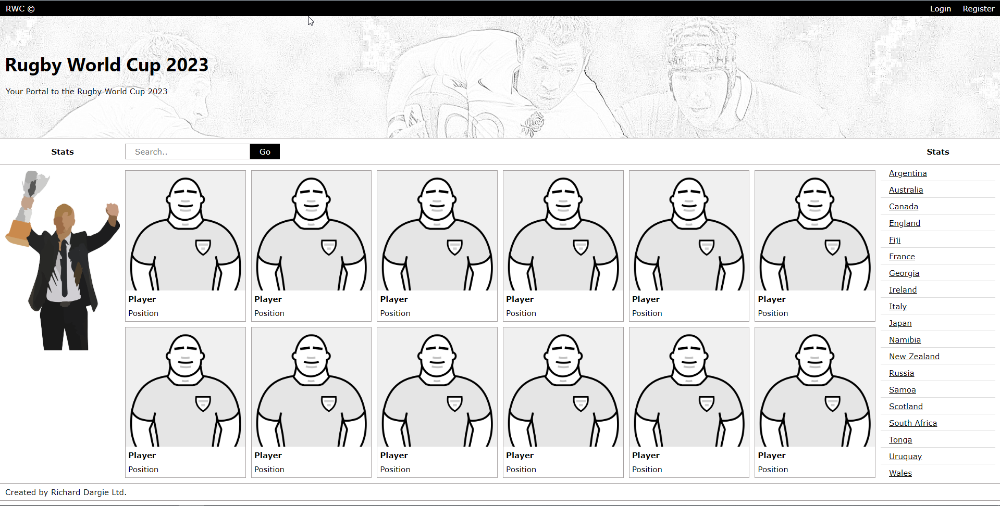 RWC ©
Login Register
Rugby World Cup 2023
Your Portal to the Rugby World Cup 2023
Stats
Search..
Go
Stats
Player
Position
Player
Position
Player
Position
Player
Position
Player
Position
Player
Position
Player
Position
Player
Position
Player
Position
Player
Position
Player
Position
Player
Position
Argentina
Australia
Canada
England
Fiji
France
Georgia
Ireland
Italy
Japan
Namibia
New Zealand
Russia
Samoa
Scotland
South Africa
Tonga
Uruguay
Wales
Created by Richard Dargie Ltd.